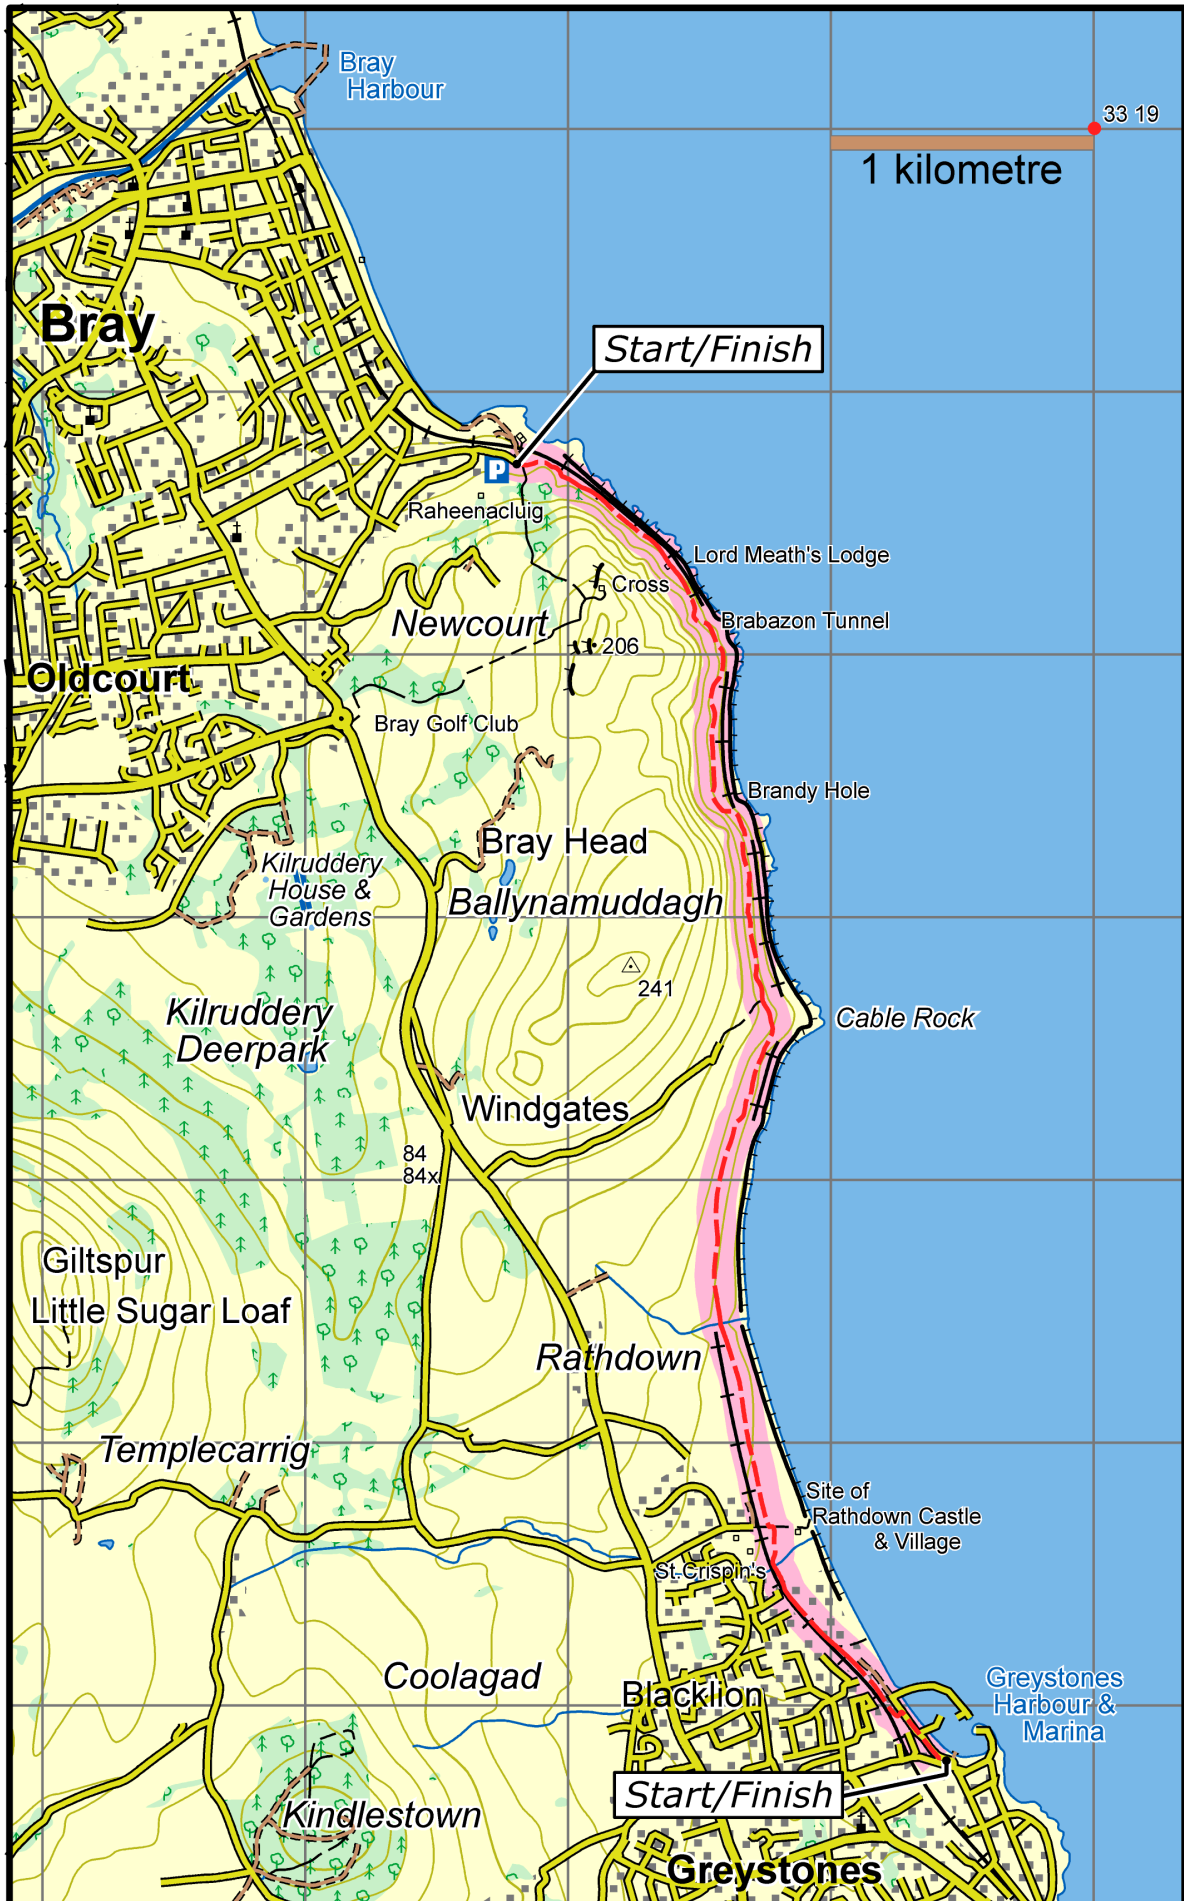 Bray
Harbour
33 19
1 kilometre
Bray
Start/Finish
P
Raheenacluig
Lord Meath's Lodge
Cross
Brabazon Tunnel
Newcourt
206
Oldcourt
Bray Golf Club
Brandy Hole
Bray Head
Kilruddery
House &
Gardens
Ballynamuddagh
241
Kilruddery
Deerpark
Cable Rock
Windgates
84
84x
Giltspur
Little Sugar Loaf
Rathdown
Templecarrig
Site of
Rathdown Castle
& Village
St.Crispin's
Coolagad
Blacklion
Greystones
Harbour &
Marina
Start/Finish
Kindlestown
Greystones